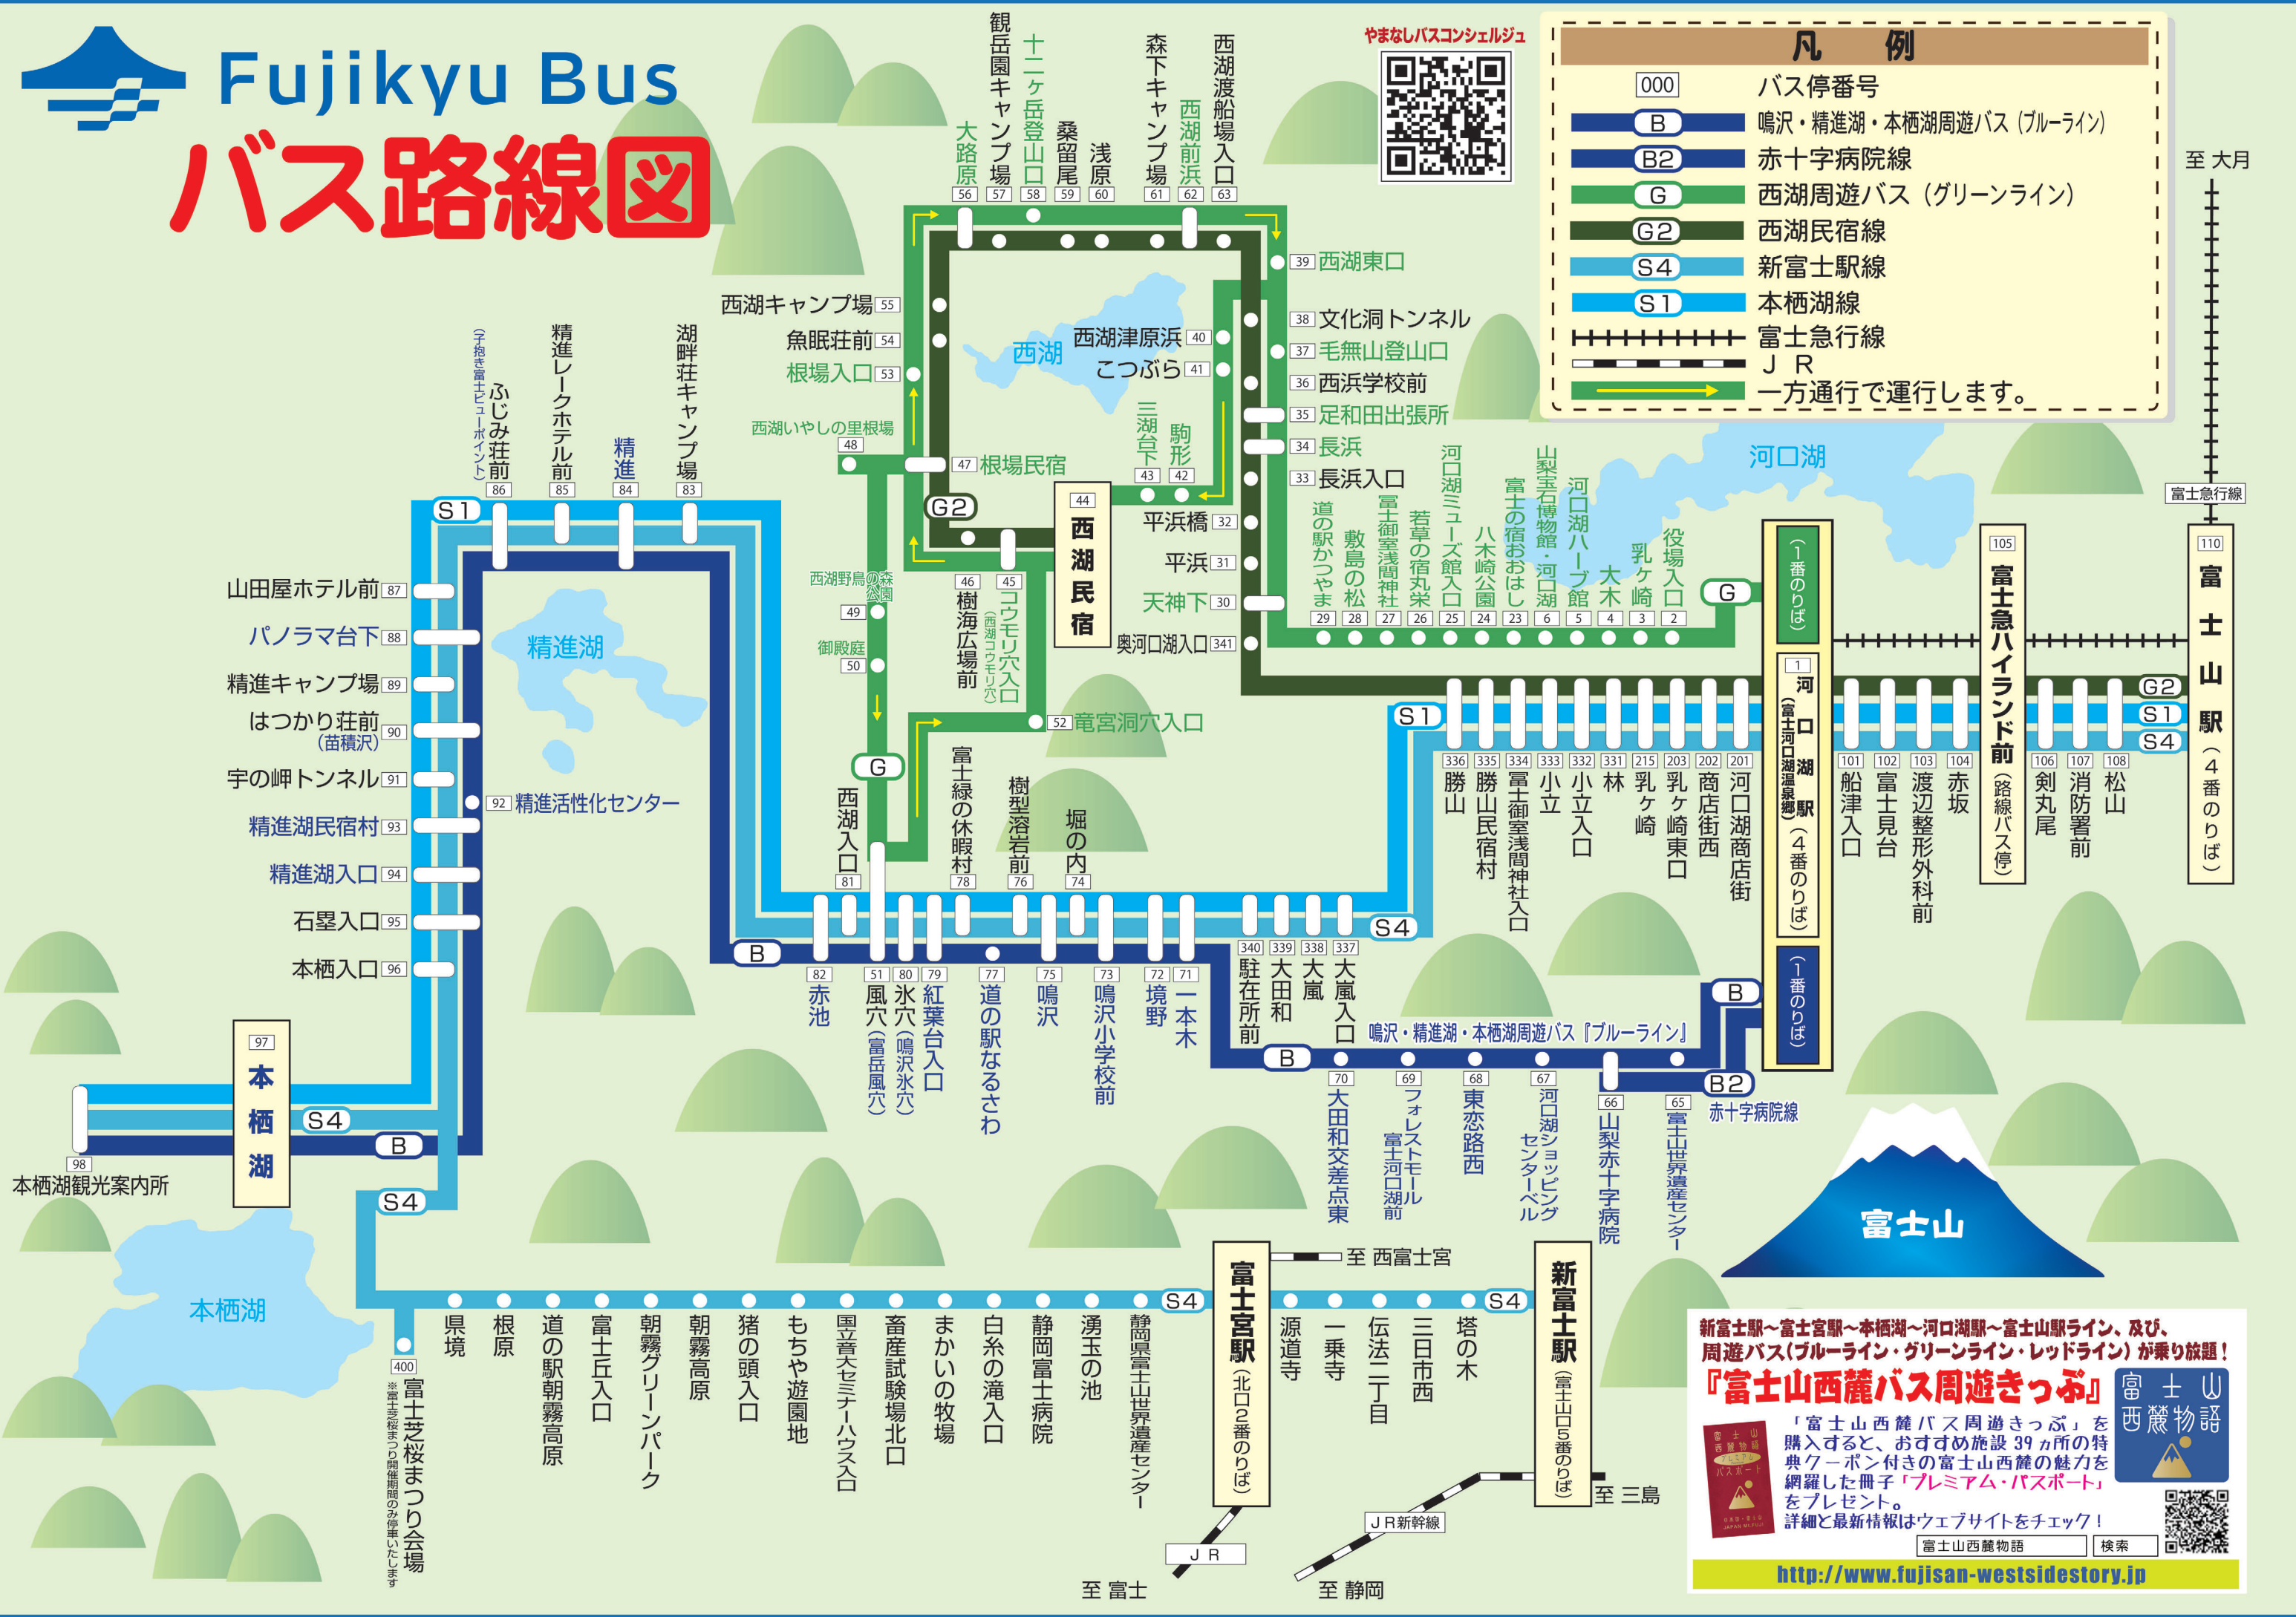 Fujikyu Bus
バス路線図
やまなしバスコンシェルジュ
凡 例
000 バス停番号
B 鳴沢・精進湖・本栖湖周遊バス（ブルーライン）
B2 赤十字病院線
G 西湖周遊バス（グリーンライン）
G2 西湖民宿線
S4 新富士駅線
S1 本栖湖線
富士急行線
ＪＲ
一方通行で運行します。
至 大月
富士急行線
56 大路原
57 観岳園キャンプ場
58 十二ヶ岳登山口
59 桑留尾
60 浅原
61 森下キャンプ場
62 西湖前浜
63 西湖渡船場入口
39 西湖東口
38 文化洞トンネル
37 毛無山登山口
36 西浜学校前
35 足和田出張所
34 長浜
33 長浜入口
平浜橋 32
平浜 31
天神下 30
奥河口湖入口 341
西湖キャンプ場 55
魚眠荘前 54
根場入口 53
西湖いやしの里根場
48
47 根場民宿
西湖
西湖津原浜 40
こつぶら 41
三湖台下 43
駒形 42
44 西湖民宿
G2
46 樹海広場前
45 コウモリ穴入口
（西湖コウモリ穴）
西湖野鳥の森公園
49
御殿庭
50
52 竜宮洞穴入口
G
29 道の駅かつやま
28 敷島の松
27 冨士御室浅間神社
26 若草の宿丸栄
25 河口湖ミューズ館入口
24 八木崎公園
23 富士の宿おおはし
6 山梨宝石博物館・河口湖
5 河口湖ハーブ館
4 大木
3 乳ヶ崎
2 役場入口
G
河口湖
（1番のりば）
1 河口湖駅（4番のりば）
（富士河口湖温泉郷）
（1番のりば）
105 富士急ハイランド前（路線バス停）
110 富士山駅（4番のりば）
G2
S1
S4
S1
336 勝山
335 勝山民宿村
334 冨士御室浅間神社入口
333 小立
332 小立入口
331 林
215 乳ヶ崎
203 乳ヶ崎東口
202 商店街西
201 河口湖商店街
101 船津入口
102 富士見台
103 渡辺整形外科前
104 赤坂
106 剣丸尾
107 消防署前
108 松山
S1
86 ふじみ荘前
（子抱き富士ビューポイント）
85 精進レークホテル前
84 精進
83 湖畔荘キャンプ場
山田屋ホテル前 87
パノラマ台下 88
精進キャンプ場 89
はつかり荘前 90
（苗積沢）
宇の岬トンネル 91
92 精進活性化センター
精進湖民宿村 93
精進湖入口 94
石塁入口 95
本栖入口 96
精進湖
97 本栖湖
S4
B
98
本栖湖観光案内所
S4
本栖湖
B
82 赤池
81 西湖入口
51 風穴（富岳風穴）
80 氷穴（鳴沢氷穴）
79 紅葉台入口
78 富士緑の休暇村
77 道の駅なるさわ
76 樹型溶岩前
75 鳴沢
74 堀の内
73 鳴沢小学校前
72 境野
71 一本木
340 駐在所前
339 大田和
338 大嵐
337 大嵐入口
S4
鳴沢・精進湖・本栖湖周遊バス『ブルーライン』
B
B
B2
赤十字病院線
70 大田和交差点東
69 フォレストモール富士河口湖前
68 東恋路西
67 河口湖ショッピングセンターベル
66 山梨赤十字病院
65 富士山世界遺産センター
富士山
400 富士芝桜まつり会場
※富士芝桜まつり開催期間のみ停車いたします
県境
根原
道の駅朝霧高原
富士丘入口
朝霧グリーンパーク
朝霧高原
猪の頭入口
もちや遊園地
国立音大セミナーハウス入口
畜産試験場北口
まかいの牧場
白糸の滝入口
静岡富士病院
湧玉の池
静岡県富士山世界遺産センター
S4
富士宮駅（北口2番のりば）
至 西富士宮
源道寺
一乗寺
伝法二丁目
三日市西
塔の木
S4
新富士駅（富士山口5番のりば）
ＪＲ
至 富士
ＪＲ新幹線
至 静岡
至 三島
新富士駅～富士宮駅～本栖湖～河口湖駅～富士山駅ライン、及び、
周遊バス(ブルーライン・グリーンライン・レッドライン）が乗り放題！
『富士山西麓バス周遊きっぷ』
「富士山西麓バス周遊きっぷ」を
購入すると、おすすめ施設39ヵ所の特
典クーポン付きの富士山西麓の魅力を
網羅した冊子「プレミアム・パスポート」
をプレゼント。
詳細と最新情報はウェブサイトをチェック！
富士山
西麓物語
富士山
西麓物語
プレミアム
パスポート
富士山西麓物語 検索
http://www.fujisan-westsidestory.jp